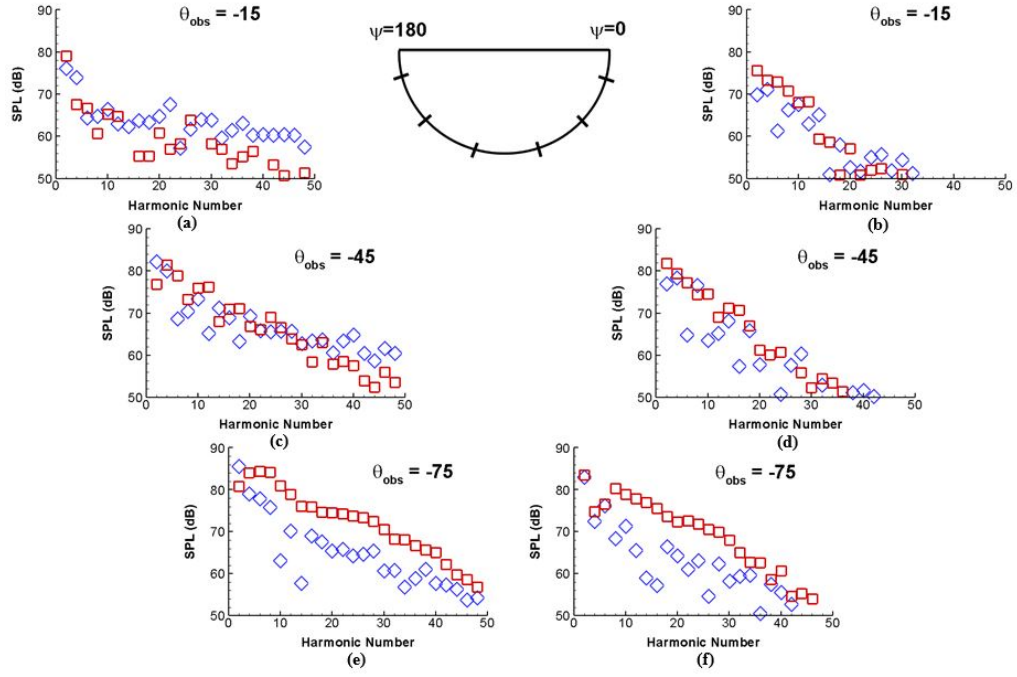 θobs = -15
ψ=180
ψ=0
θobs = -15
90
80
70
60
50
SPL (dB)
0 10 20 30 40 50
Harmonic Number
(a)
90
80
70
60
50
SPL (dB)
0 10 20 30 40 50
Harmonic Number
(b)
θobs = -45
90
80
70
60
50
SPL (dB)
0 10 20 30 40 50
Harmonic Number
(c)
θobs = -45
90
80
70
60
50
SPL (dB)
0 10 20 30 40 50
Harmonic Number
(d)
θobs = -75
90
80
70
60
50
SPL (dB)
0 10 20 30 40 50
Harmonic Number
(e)
θobs = -75
90
80
70
60
50
SPL (dB)
0 10 20 30 40 50
Harmonic Number
(f)